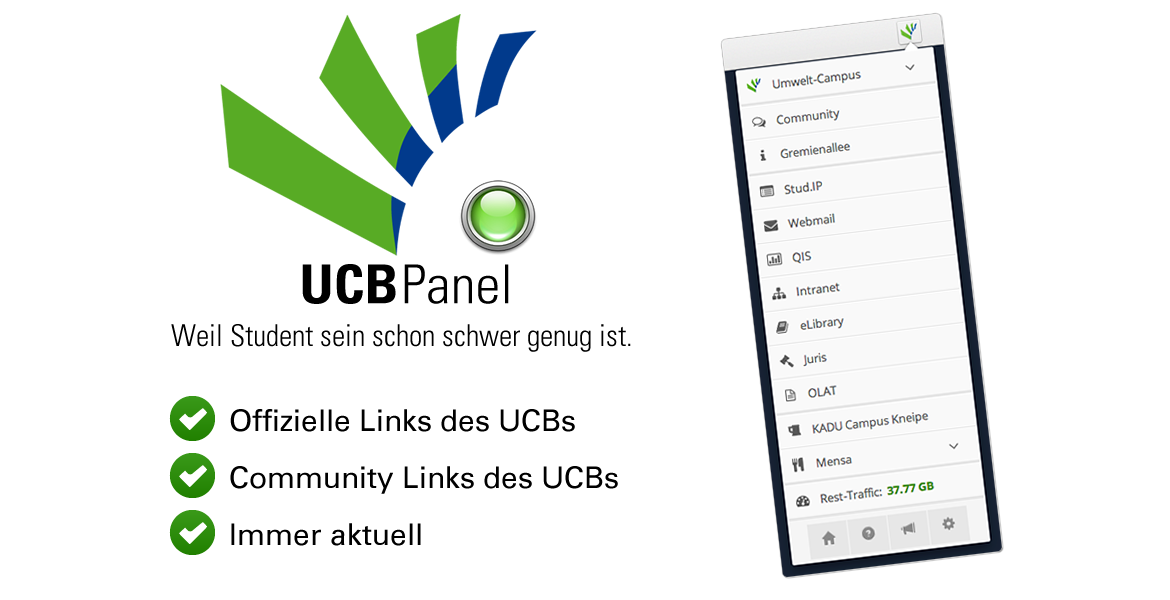 UCBPanel
Weil Student sein schon schwer genug ist.
Offizielle Links des UCBs
Community Links des UCBs
Immer aktuell
Umwelt-Campus
Community
Gremienallee
Stud.IP
Webmail
QIS
Intranet
eLibrary
Juris
OLAT
KADU Campus Kneipe
Mensa
Rest-Traffic: 37.77 GB